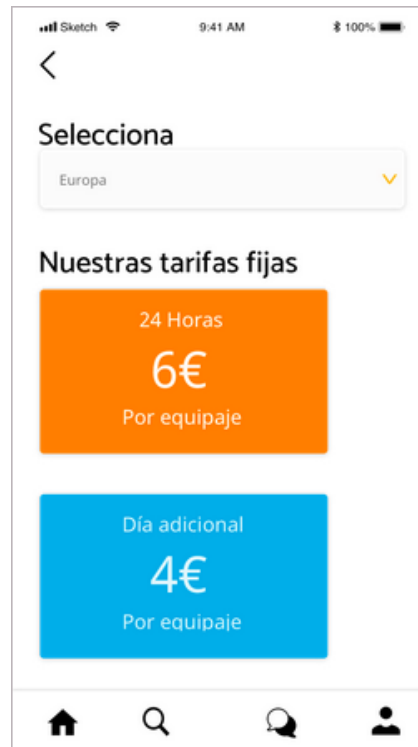 Sketch 9:41 AM 100%
Selecciona
Europa
Nuestras tarifas fijas
24 Horas
6€
Por equipaje
Día adicional
4€
Por equipaje